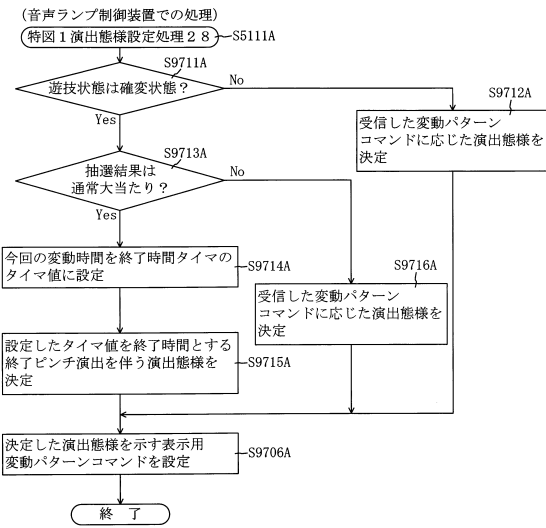 （音声ランプ制御装置での処理）
特図１演出態様設定処理２８
S5111A
S9711A
遊技状態は確変状態？
No
Yes
S9712A
受信した変動パターン
コマンドに応じた演出態様を
決定
S9713A
抽選結果は
通常大当たり？
No
Yes
今回の変動時間を終了時間タイマの
タイマ値に設定
S9714A
S9716A
受信した変動パターン
コマンドに応じた演出態様を
決定
設定したタイマ値を終了時間とする
終了ピンチ演出を伴う演出態様を
決定
S9715A
決定した演出態様を示す表示用
変動パターンコマンドを設定
S9706A
終　了